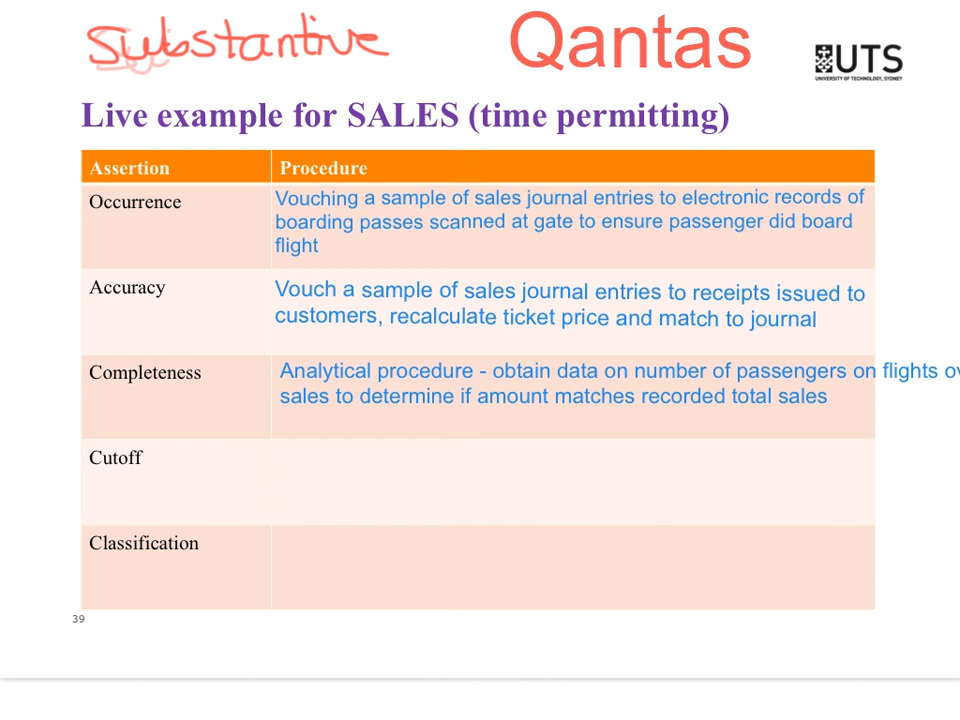 Substantive
Qantas
UTS
UNIVERSITY OF TECHNOLOGY, SYDNEY
Live example for SALES (time permitting)
Assertion Procedure
Occurrence
Vouching a sample of sales journal entries to electronic records of
boarding passes scanned at gate to ensure passenger did board
flight
Accuracy
Vouch a sample of sales journal entries to receipts issued to
customers, recalculate ticket price and match to journal
Completeness
Analytical procedure - obtain data on number of passengers on flights
sales to determine if amount matches recorded total sales
Cutoff
Classification
39